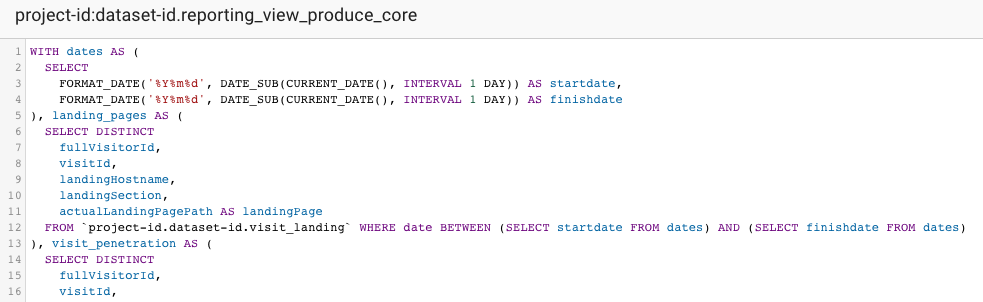 project-id:dataset-id.reporting_view_produce_core
1 WITH dates AS (
2 SELECT
3 FORMAT_DATE('%Y%m%d', DATE_SUB(CURRENT_DATE(), INTERVAL 1 DAY)) AS startdate,
4 FORMAT_DATE('%Y%m%d', DATE_SUB(CURRENT_DATE(), INTERVAL 1 DAY)) AS finishdate
5 ), landing_pages AS (
6 SELECT DISTINCT
7 fullVisitorId,
8 visitId,
9 landingHostname,
10 landingSection,
11 actualLandingPagePath AS landingPage
12 FROM `project-id.dataset-id.visit_landing` WHERE date BETWEEN (SELECT startdate FROM dates) AND (SELECT finishdate FROM dates)
13 ), visit_penetration AS (
14 SELECT DISTINCT
15 fullVisitorId,
16 visitId,